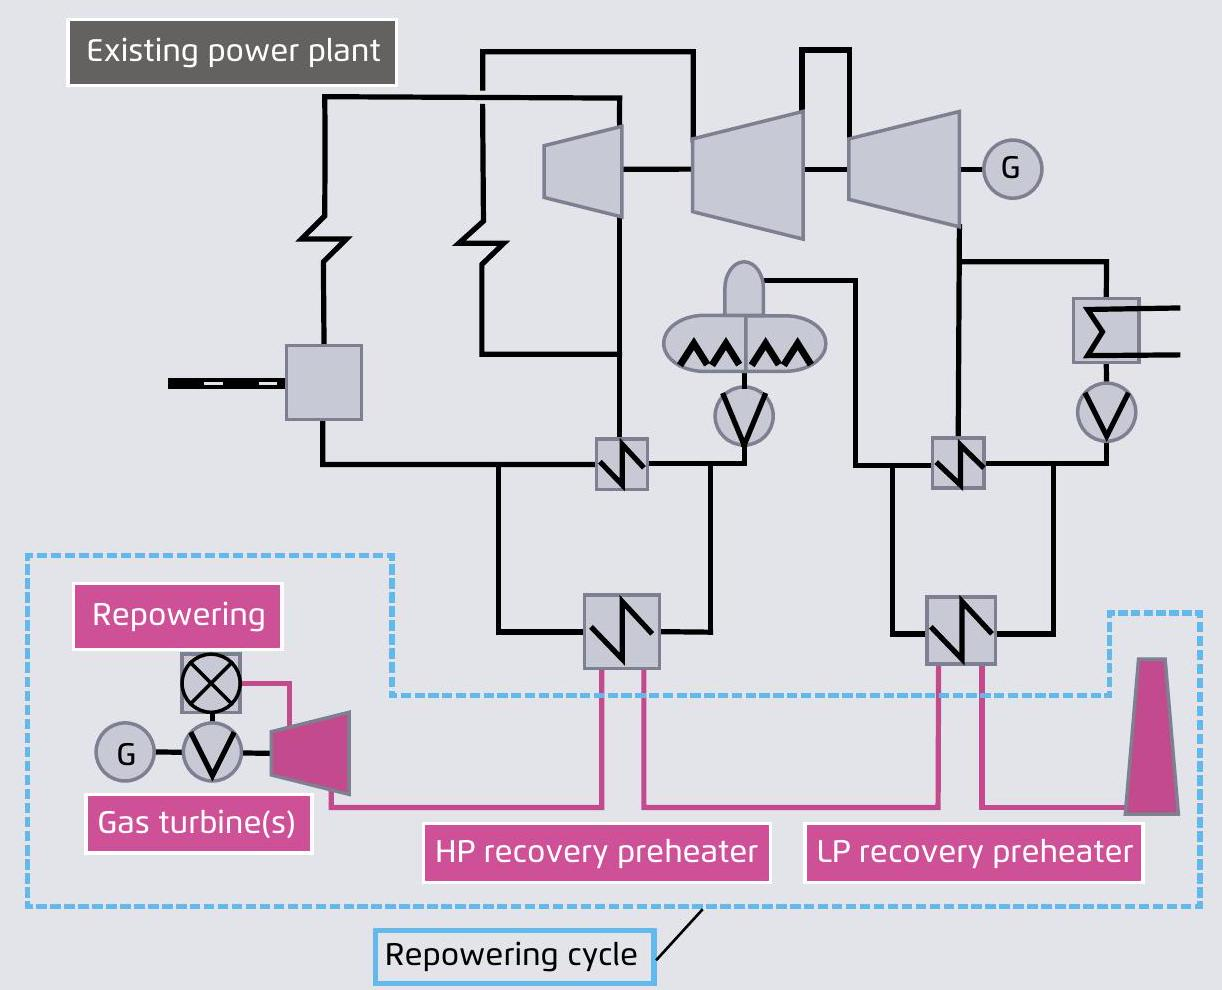 Existing power plant
G
Repowering
G
Gas turbine(s)
HP recovery preheater
LP recovery preheater
Repowering cycle